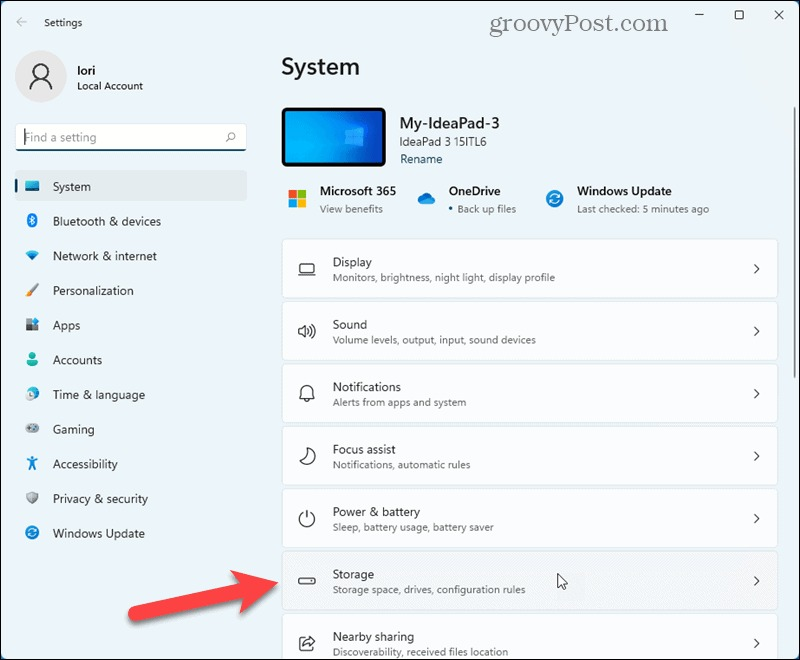 Settings
groovyPost.com
lori
Local Account
Find a setting
System
Bluetooth & devices
Network & internet
Personalization
Apps
Accounts
Time & language
Gaming
Accessibility
Privacy & security
Windows Update
System
My-IdeaPad-3
IdeaPad 3 15ITL6
Rename
Microsoft 365
View benefits
OneDrive
• Back up files
Windows Update
Last checked: 5 minutes ago
Display
Monitors, brightness, night light, display profile
Sound
Volume levels, output, input, sound devices
Notifications
Alerts from apps and system
Focus assist
Notifications, automatic rules
Power & battery
Sleep, battery usage, battery saver
Storage
Storage space, drives, configuration rules
Nearby sharing
Discoverability, received files location